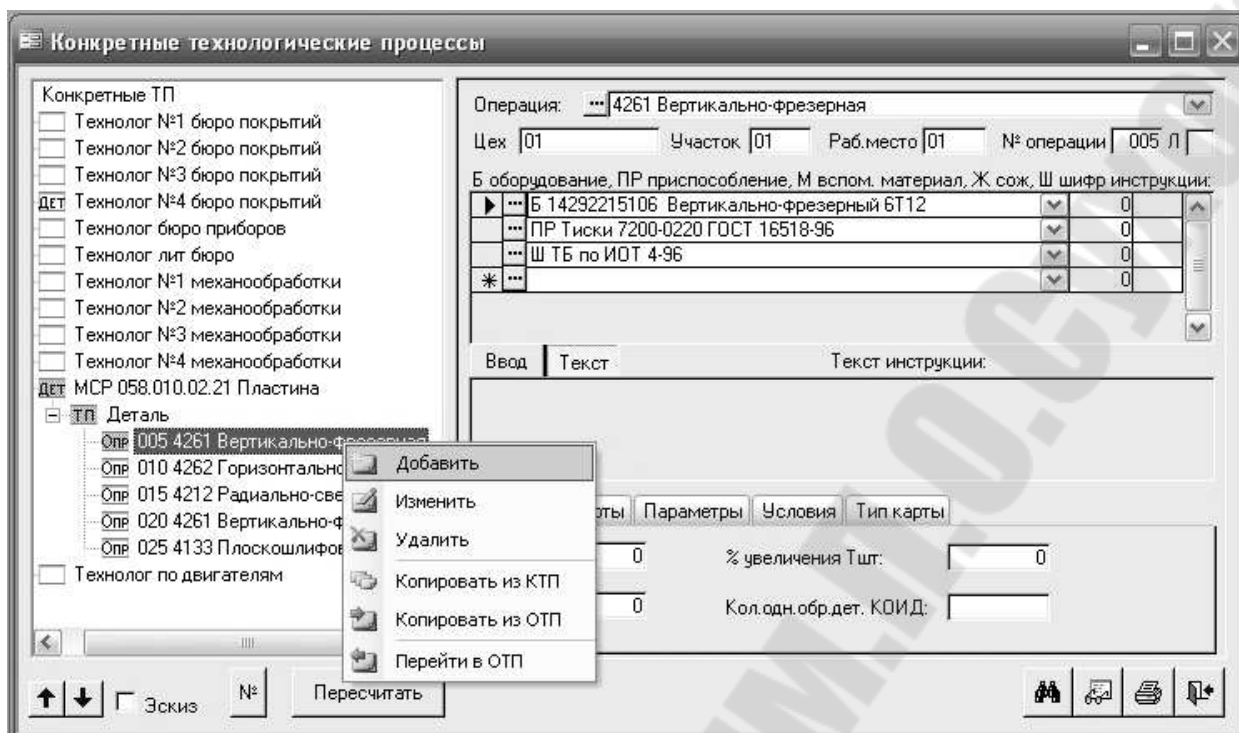 Конкретные технологические процессы
Конкретные ТП
Технолог №1 бюро покрытий
Технолог №2 бюро покрытий
Технолог №3 бюро покрытий
ДЕТ Технолог №4 бюро покрытий
Технолог бюро приборов
Технолог лит бюро
Технолог №1 механообработки
Технолог №2 механообработки
Технолог №3 механообработки
Технолог №4 механообработки
ДЕТ МСР 058.010.02.21 Пластина
ТП Деталь
Опр 005 4261 Вертикально-фрезерная
Опр 010 4262 Горизонтально
Опр 015 4212 Радиально-све
Опр 020 4261 Вертикально-ф
Опр 025 4133 Плоскошлифов
Технолог по двигателям
Добавить
Изменить
Удалить
Копировать из КТП
Копировать из ОТП
Перейти в ОТП
Операция: ... 4261 Вертикально-фрезерная
Цех 01 Участок 01 Раб.место 01 № операции 005 Л
Б оборудование, ПР приспособление, М вспом. материал, Ж сож, Ш шифр инструкции:
... Б 14292215106 Вертикально-фрезерный 6Т12 0
... ПР Тиски 7200-0220 ГОСТ 16518-96 0
... Ш ТБ по ИОТ 4-96 0
* ... 0
Ввод Текст Текст инструкции:
оты Параметры Условия Тип карты
0 % увеличения Тшт: 0
0 Кол.одн.обр.дет. КОИД:
Эскиз № Пересчитать